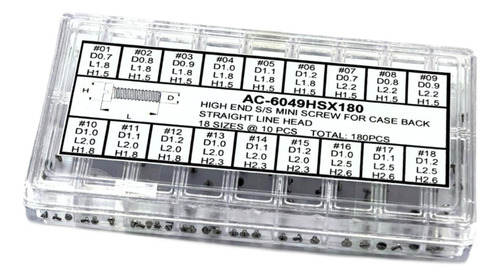 #01 #02 #03 #04 #05 #06 #07 #08 #09
D0.7 D0.8 D0.9 D1.0 D1.1 D1.2 D0.7 D0.8 D0.9
L1.8 L1.8 L1.8 L1.8 L1.8 L1.8 L2.2 L2.2 L2.2
H1.5 H1.5 H1.5 H1.5 H1.5 H1.5 H1.5 H1.5 H1.5
H D
L
AC-6049HSX180
HIGH END S/S MINI SCREW FOR CASE BACK
STRAIGHT LINE HEAD
18 SIZES @ 10 PCS TOTAL: 180PCS
#10 #11 #12 #13 #14 #15 #16 #17 #18
D1.0 D1.1 D1.2 D1.0 D1.1 D1.2 D1.0 D1.1 D1.2
L2.0 L1.8 L2.0 L2.0 L2.0 L2.0 L2.5 L2.5 L2.5
H1.8 H1.8 H1.8 H2.3 H2.3 H2.3 H2.6 H2.6 H2.6